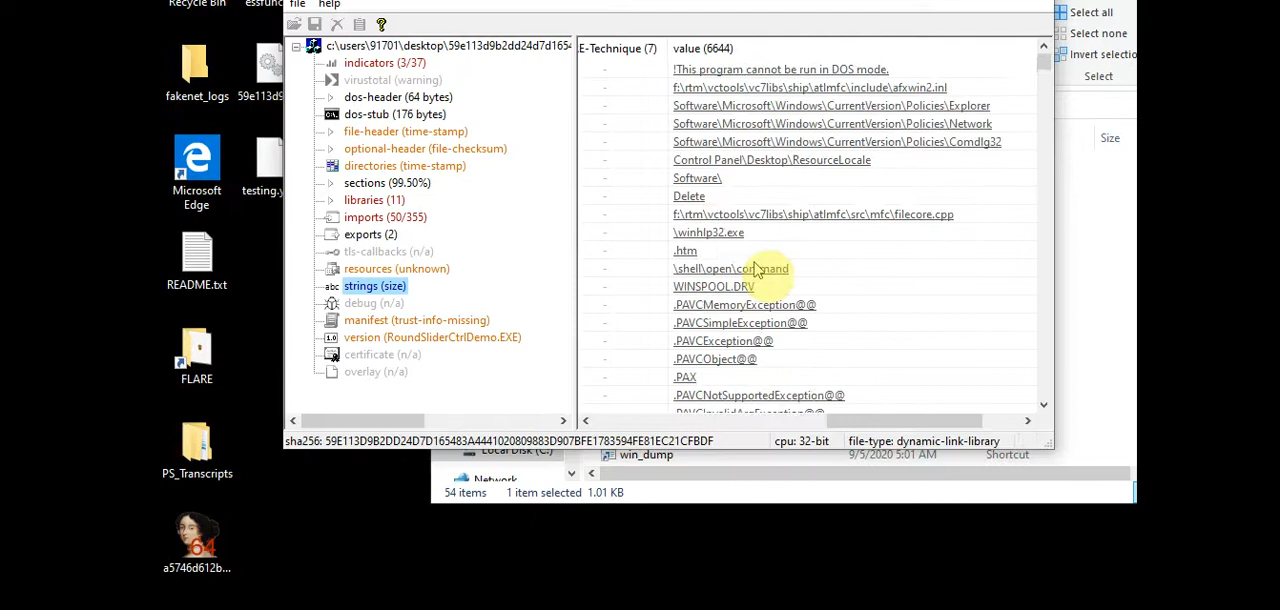 Recycle Bin
essfunc
file help
Select all
Select none
Invert selectio
Select
fakenet_logs
59e113d9
c:\users\91701\desktop\59e113d9b2dd24d7d1654
indicators (3/37)
virustotal (warning)
dos-header (64 bytes)
dos-stub (176 bytes)
file-header (time-stamp)
optional-header (file-checksum)
directories (time-stamp)
sections (99.50%)
libraries (11)
imports (50/355)
exports (2)
tls-callbacks (n/a)
resources (unknown)
abc strings (size)
debug (n/a)
manifest (trust-info-missing)
1.0 version (RoundSliderCtrlDemo.EXE)
certificate (n/a)
overlay (n/a)
E-Technique (7) value (6644)
- !This program cannot be run in DOS mode.
- f:\rtm\vctools\vc7libs\ship\atlmfc\include\afxwin2.inl
- Software\Microsoft\Windows\CurrentVersion\Policies\Explorer
- Software\Microsoft\Windows\CurrentVersion\Policies\Network
- Software\Microsoft\Windows\CurrentVersion\Policies\Comdlg32
- Control Panel\Desktop\ResourceLocale
- Software\
- Delete
- f:\rtm\vctools\vc7libs\ship\atlmfc\src\mfc\filecore.cpp
- \winhlp32.exe
- .htm
- \shell\open\command
- WINSPOOL.DRV
- .PAVCMemoryException@@
- .PAVCSimpleException@@
- .PAVCException@@
- .PAVCObject@@
- .PAX
- .PAVCNotSupportedException@@
- .PAVCInvalidArgException@@
Size
Microsoft
Edge
testing.y
README.txt
FLARE
PS_Transcripts
64
a5746d612b...
sha256: 59E113D9B2DD24D7D165483A4441020809883D907BFE1783594FE81EC21CFBDF cpu: 32-bit file-type: dynamic-link-library
Local Disk (C:)
win_dump 9/5/2020 5:01 AM Shortcut
Network
54 items 1 item selected 1.01 KB